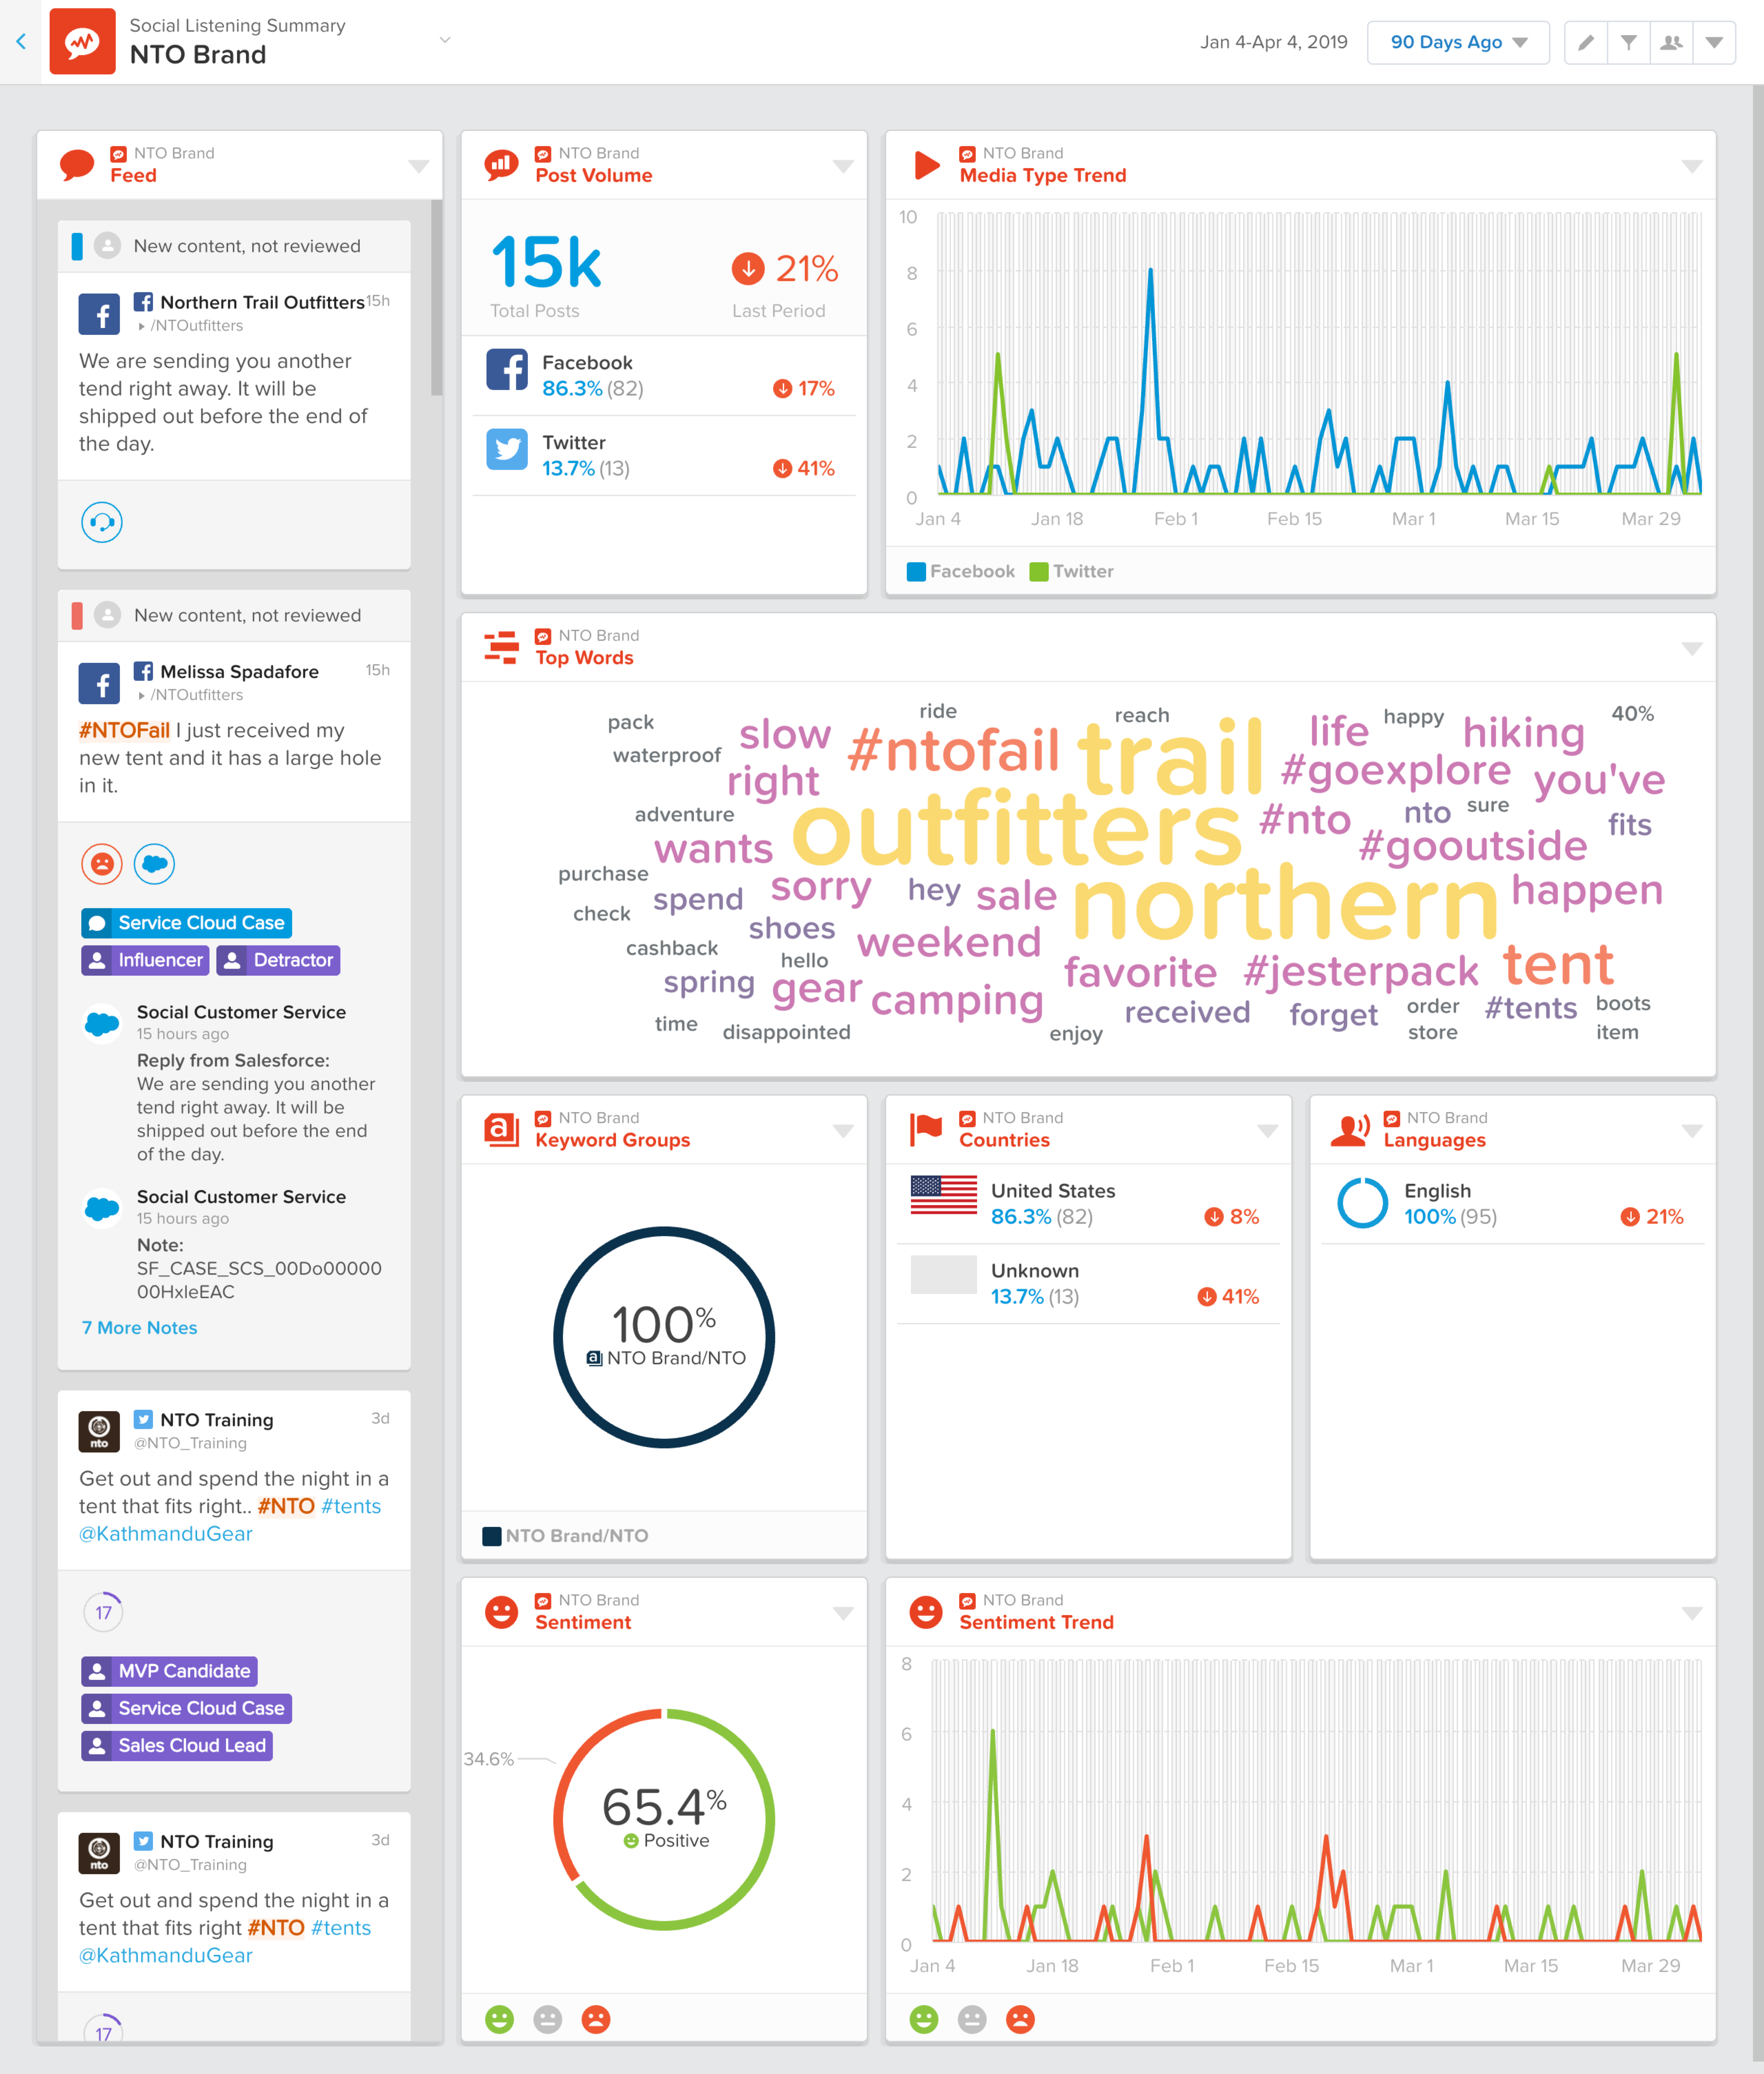 Social Listening Summary
NTO Brand
Jan 4-Apr 4, 2019
90 Days Ago
NTO Brand
Feed
New content, not reviewed
Northern Trail Outfitters 15h
/NTOutfitters
We are sending you another
tend right away. It will be
shipped out before the end of
the day.
New content, not reviewed
Melissa Spadafore 15h
/NTOutfitters
#NTOFail I just received my
new tent and it has a large hole
in it.
Service Cloud Case
Influencer Detractor
Social Customer Service
15 hours ago
Reply from Salesforce:
We are sending you another
tend right away. It will be
shipped out before the end
of the day.
Social Customer Service
15 hours ago
Note:
SF_CASE_SCS_00Do00000
00HxleEAC
7 More Notes
nto
NTO Training 3d
@NTO_Training
Get out and spend the night in a
tent that fits right.. #NTO #tents
@KathmanduGear
17
MVP Candidate
Service Cloud Case
Sales Cloud Lead
nto
NTO Training 3d
@NTO_Training
Get out and spend the night in a
tent that fits right #NTO #tents
@KathmanduGear
17
NTO Brand
Post Volume
15k 21%
Total Posts Last Period
Facebook
86.3% (82) 17%
Twitter
13.7% (13) 41%
NTO Brand
Media Type Trend
10
8
6
4
2
0
Jan 4 Jan 18 Feb 1 Feb 15 Mar 1 Mar 15 Mar 29
Facebook Twitter
NTO Brand
Top Words
pack slow ride #ntofail reach trail life happy hiking 40%
waterproof right #goexplore you've
adventure outfitters #nto nto sure fits
wants #gooutside
purchase spend sorry hey sale northern happen
check shoes
cashback hello weekend favorite #jesterpack tent
spring gear camping received forget order #tents boots
time disappointed enjoy store item
NTO Brand
Keyword Groups
100%
NTO Brand/NTO
NTO Brand/NTO
NTO Brand
Countries
United States
86.3% (82) 8%
Unknown
13.7% (13) 41%
NTO Brand
Languages
English
100% (95) 21%
NTO Brand
Sentiment
34.6%
65.4%
Positive
NTO Brand
Sentiment Trend
8
6
4
2
0
Jan 4 Jan 18 Feb 1 Feb 15 Mar 1 Mar 15 Mar 29